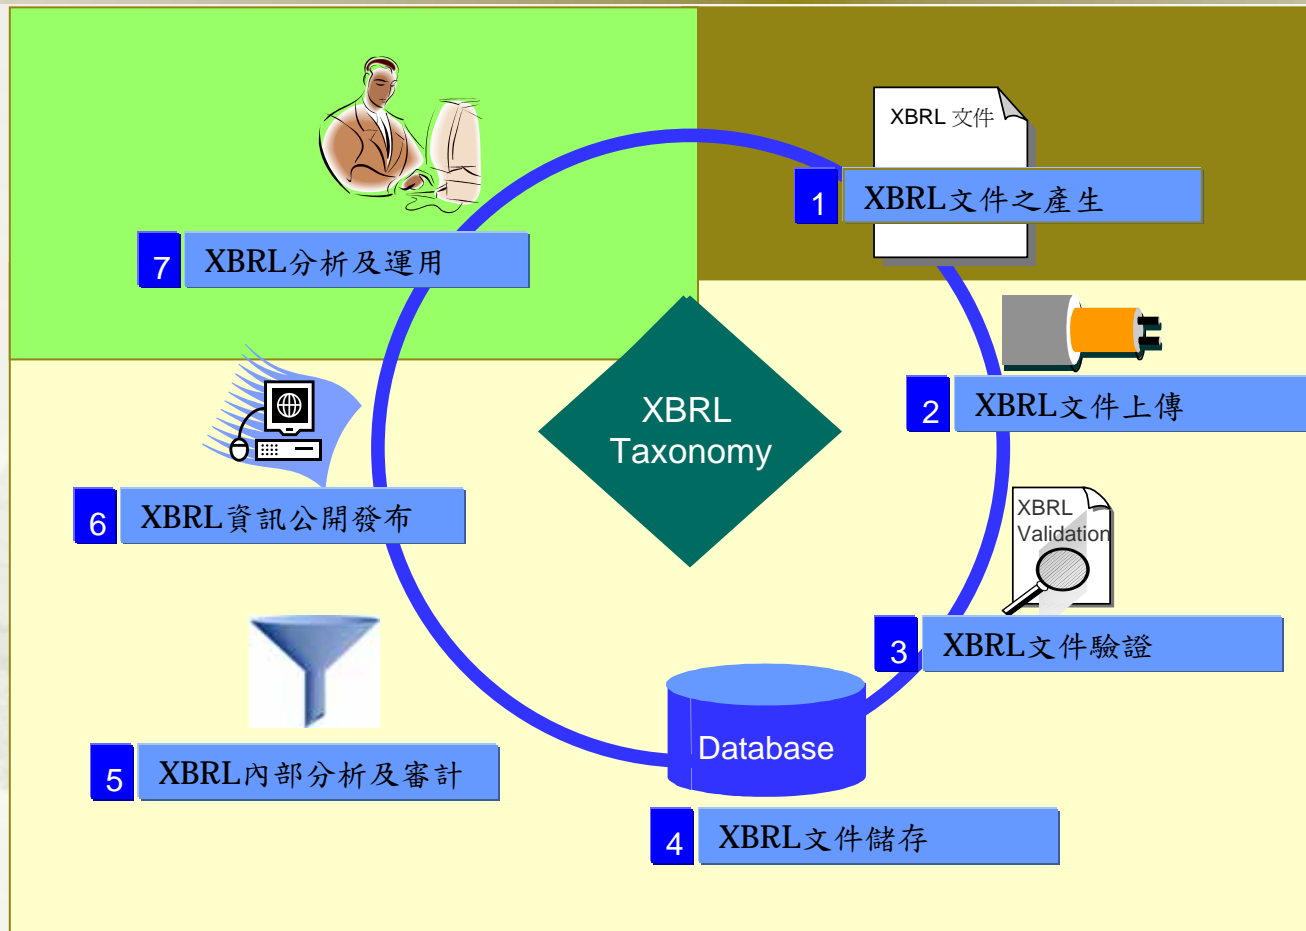 XBRL 文件
1 XBRL文件之產生
2 XBRL文件上傳
XBRL
Validation
3 XBRL文件驗證
Database
4 XBRL文件儲存
5 XBRL內部分析及審計
6 XBRL資訊公開發布
7 XBRL分析及運用
XBRL
Taxonomy